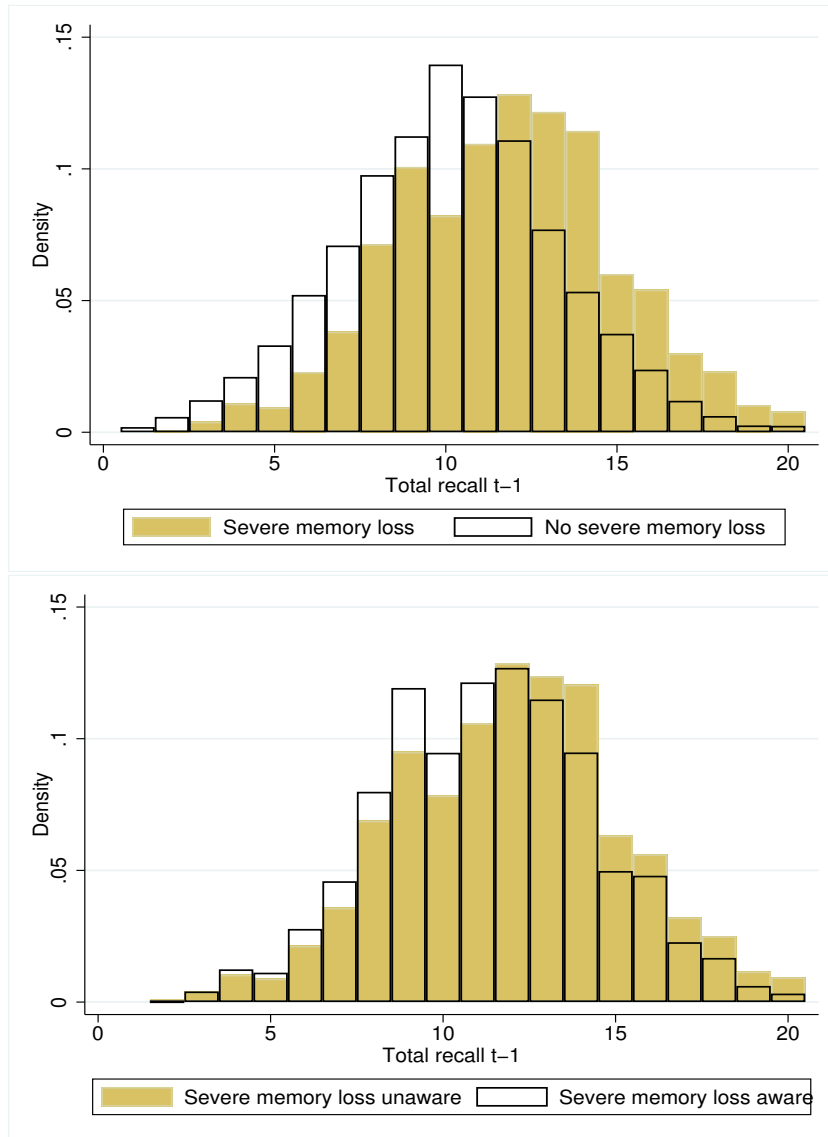 .15
.1
.05
0
Density
0 5 10 15 20
Total recall t−1
Severe memory loss No severe memory loss
.15
.1
.05
0
Density
0 5 10 15 20
Total recall t−1
Severe memory loss unaware Severe memory loss aware